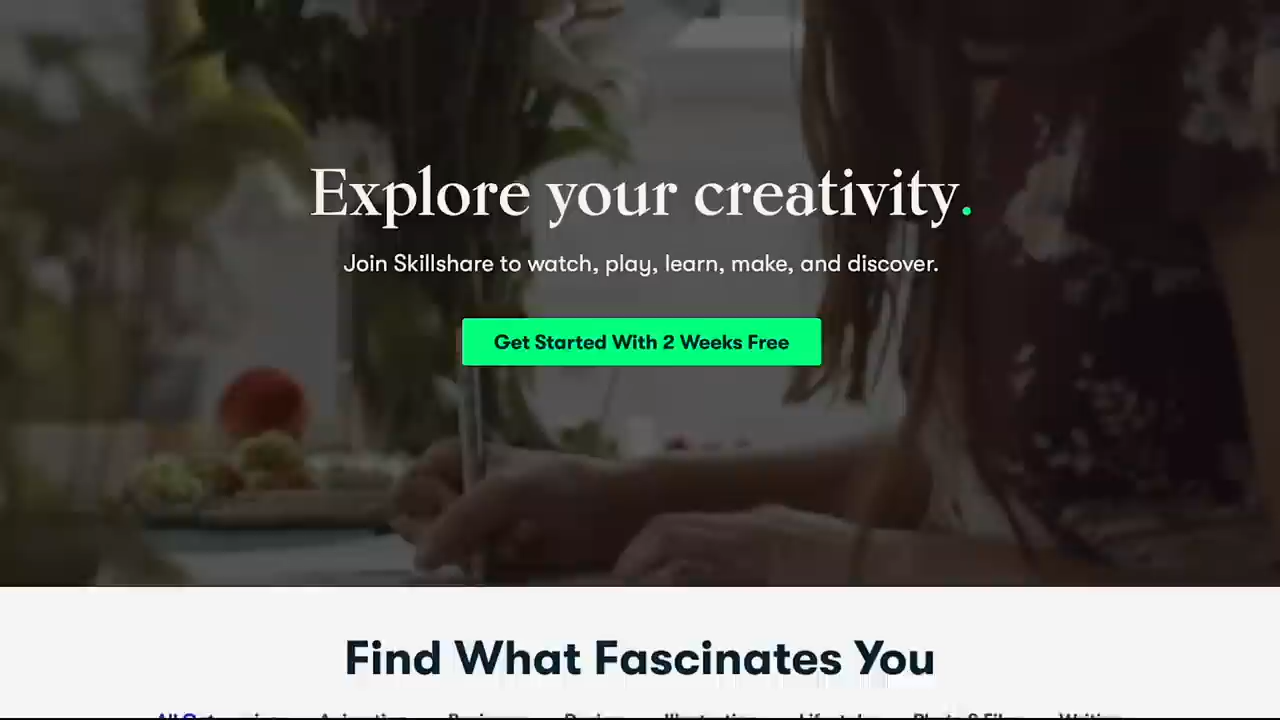 Explore your creativity.
Join Skillshare to watch, play, learn, make, and discover.
Get Started With 2 Weeks Free
Find What Fascinates You